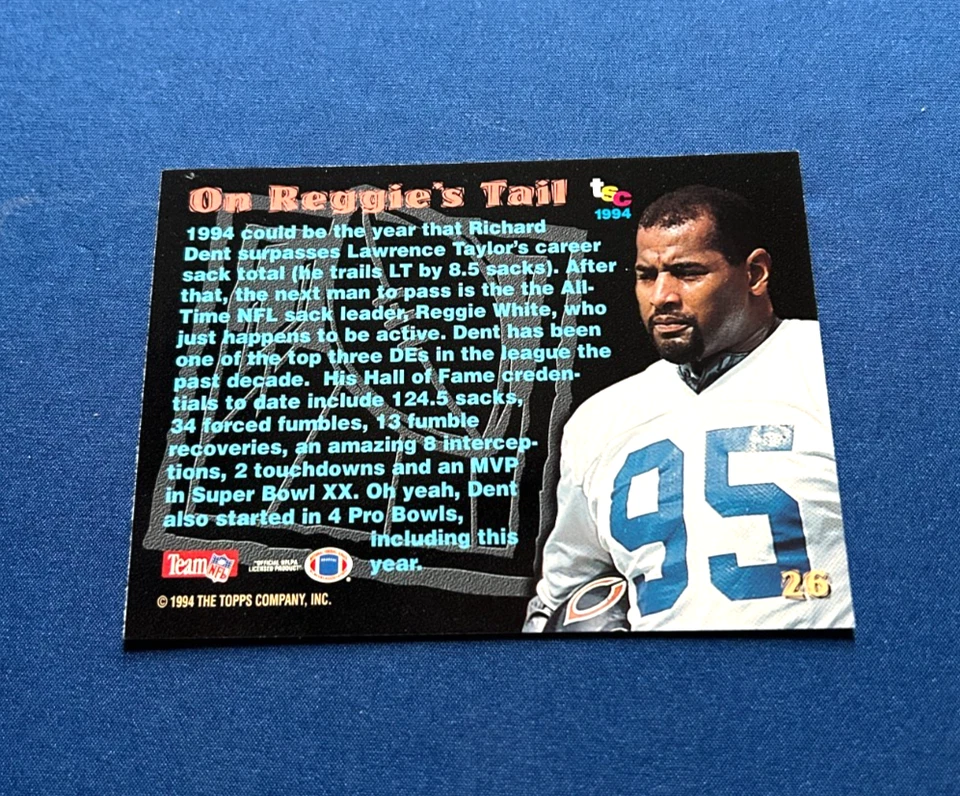 On Reggie's Tail
tsc
1994
1994 could be the year that Richard
Dent surpasses Lawrence Taylor's career
sack total (he trails LT by 8.5 sacks). After
that, the next man to pass is the the All-
Time NFL sack leader, Reggie White, who
just happens to be active. Dent has been
one of the top three DEs in the league the
past decade. His Hall of Fame creden-
tials to date include 124.5 sacks,
34 forced fumbles, 13 fumble
recoveries, an amazing 8 intercep-
tions, 2 touchdowns and an MVP
in Super Bowl XX. Oh yeah, Dent
also started in 4 Pro Bowls,
including this
year.
95
26
Team NFL
OFFICIAL NFLPA
LICENSED PRODUCT
© 1994 THE TOPPS COMPANY, INC.